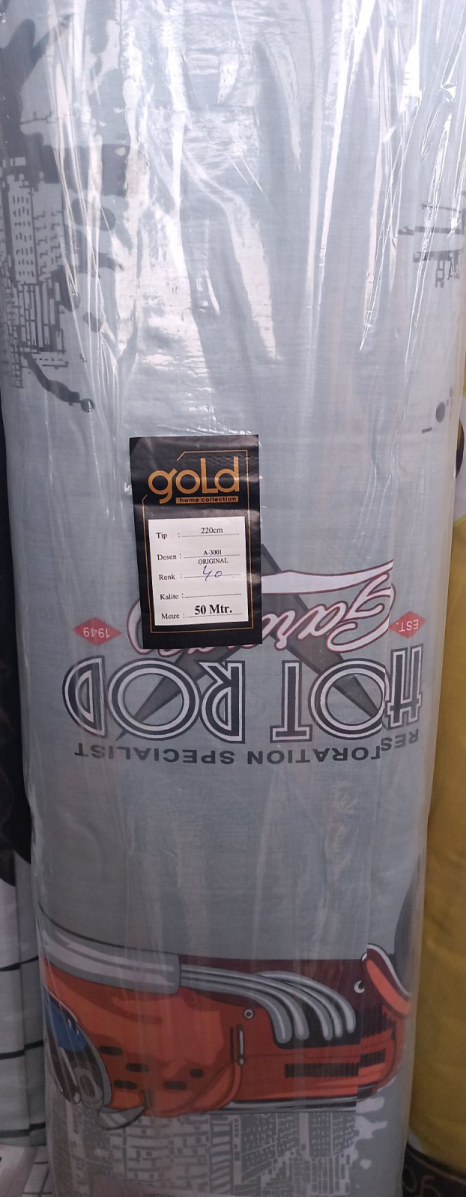 goLd
home collection
Tip : 220cm
Desen : A-3001
ORIGINAL
Renk : 40
Kalite :
Metre : 50 Mtr.
EST. 1949
HOT ROD
RESTORATION SPECIALIST